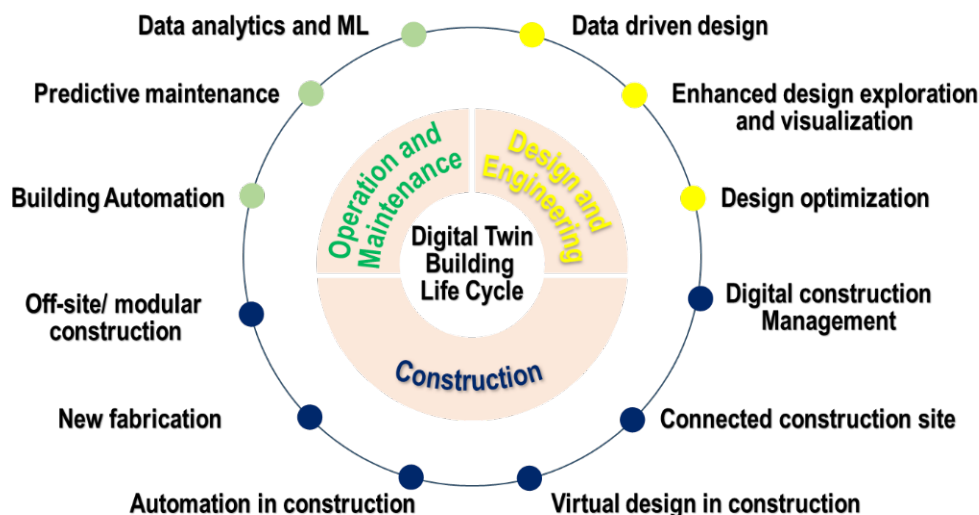 Data analytics and ML
Data driven design
Predictive maintenance
Enhanced design exploration
and visualization
Operation and
Maintenance
Design and
Engineering
Building Automation
Design optimization
Digital Twin
Building
Life Cycle
Off-site/ modular
construction
Digital construction
Management
Construction
New fabrication
Connected construction site
Automation in construction
Virtual design in construction